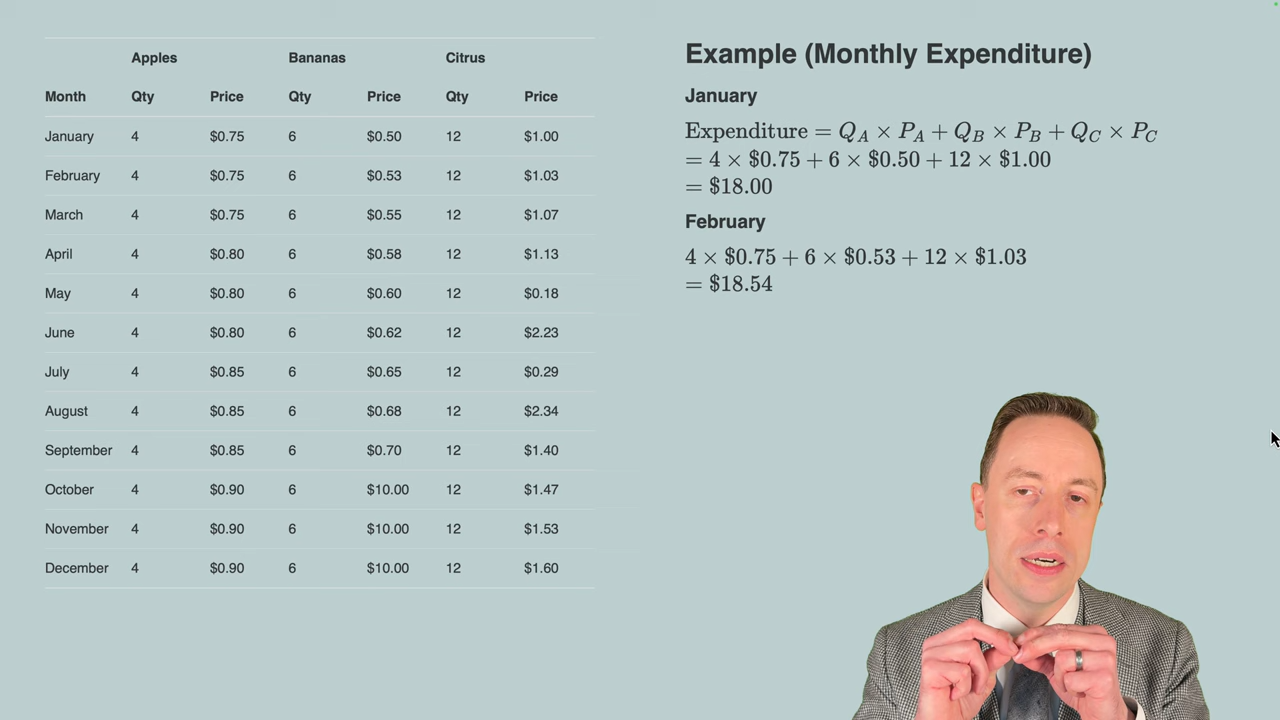 Apples Bananas Citrus
Month Qty Price Qty Price Qty Price
January 4 $0.75 6 $0.50 12 $1.00
February 4 $0.75 6 $0.53 12 $1.03
March 4 $0.75 6 $0.55 12 $1.07
April 4 $0.80 6 $0.58 12 $1.13
May 4 $0.80 6 $0.60 12 $0.18
June 4 $0.80 6 $0.62 12 $2.23
July 4 $0.85 6 $0.65 12 $0.29
August 4 $0.85 6 $0.68 12 $2.34
September 4 $0.85 6 $0.70 12 $1.40
October 4 $0.90 6 $10.00 12 $1.47
November 4 $0.90 6 $10.00 12 $1.53
December 4 $0.90 6 $10.00 12 $1.60
Example (Monthly Expenditure)
January
Expenditure = Q_A × P_A + Q_B × P_B + Q_C × P_C
= 4 × $0.75 + 6 × $0.50 + 12 × $1.00
= $18.00
February
4 × $0.75 + 6 × $0.53 + 12 × $1.03
= $18.54